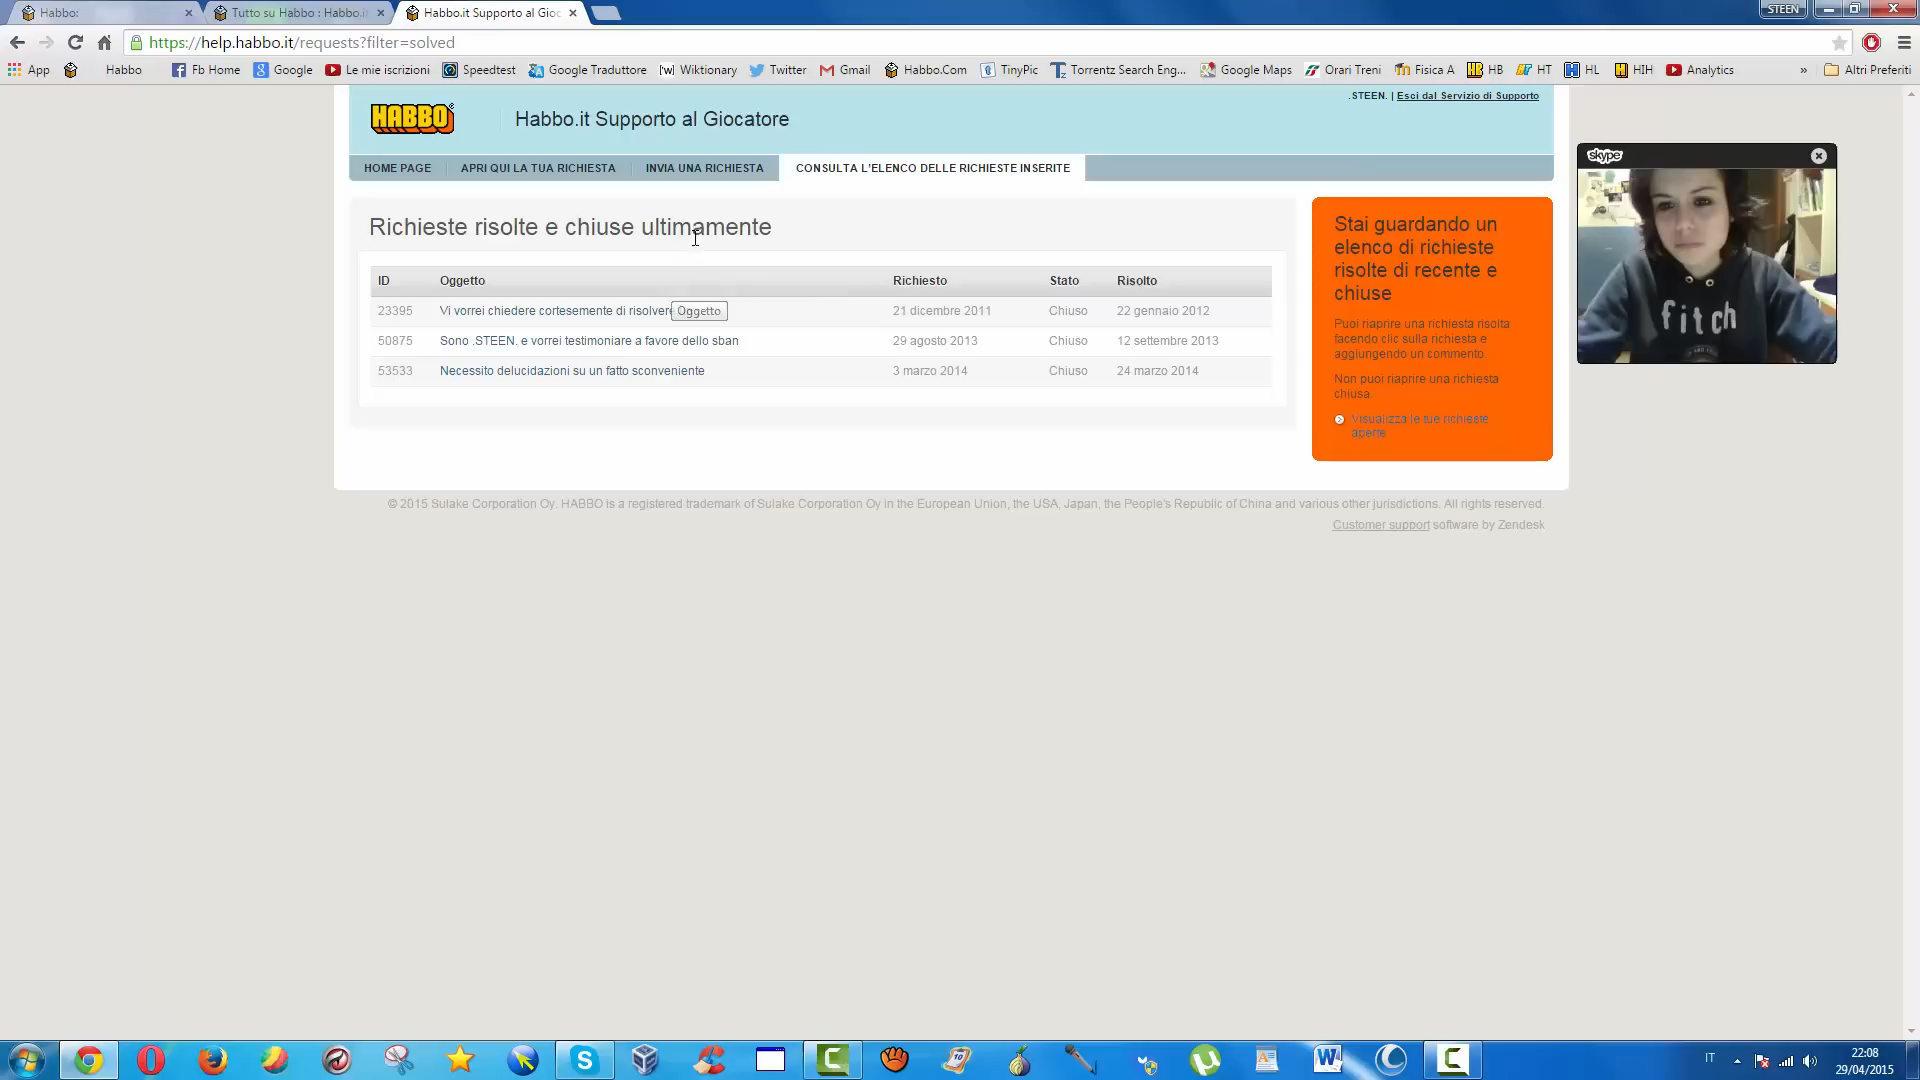 Habbo:
Tutto su Habbo : Habbo.it
Habbo.it Supporto al Gioc
STEEN
https://help.habbo.it/requests?filter=solved
App
Habbo
Fb Home
Google
Le mie iscrizioni
Speedtest
Google Traduttore
Wiktionary
Twitter
Gmail
Habbo.Com
TinyPic
Torrentz Search Eng...
Google Maps
Orari Treni
Fisica A
HB
HT
HL
HIH
Analytics
»
Altri Preferiti
.STEEN. | Esci dal Servizio di Supporto
HABBO
Habbo.it Supporto al Giocatore
HOME PAGE
APRI QUI LA TUA RICHIESTA
INVIA UNA RICHIESTA
CONSULTA L'ELENCO DELLE RICHIESTE INSERITE
skype
fitch
Richieste risolte e chiuse ultimamente
ID Oggetto Richiesto Stato Risolto
23395 Vi vorrei chiedere cortesemente di risolvere Oggetto 21 dicembre 2011 Chiuso 22 gennaio 2012
50875 Sono .STEEN. e vorrei testimoniare a favore dello sban 29 agosto 2013 Chiuso 12 settembre 2013
53533 Necessito delucidazioni su un fatto sconveniente 3 marzo 2014 Chiuso 24 marzo 2014
Stai guardando un
elenco di richieste
risolte di recente e
chiuse
Puoi riaprire una richiesta risolta
facendo clic sulla richiesta e
aggiungendo un commento.
Non puoi riaprire una richiesta
chiusa.
Visualizza le tue richieste
aperte
© 2015 Sulake Corporation Oy. HABBO is a registered trademark of Sulake Corporation Oy in the European Union, the USA, Japan, the People's Republic of China and various other jurisdictions. All rights reserved.
Customer support software by Zendesk
IT
22:08
29/04/2015